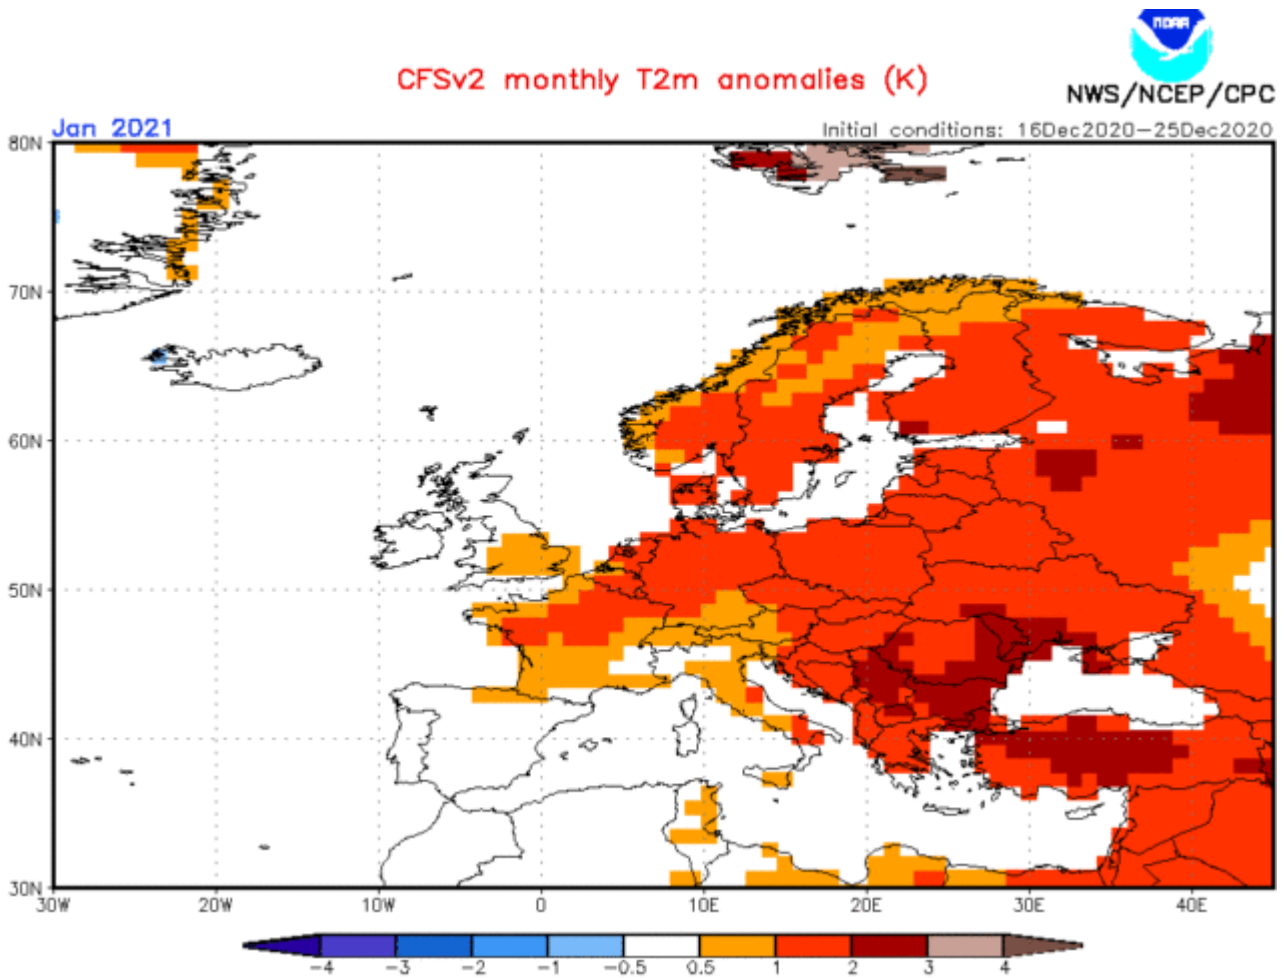 NOAA
CFSv2 monthly T2m anomalies (K)
NWS/NCEP/CPC
Jan 2021
Initial conditions: 16Dec2020-25Dec2020
80N
70N
60N
50N
40N
30N
30W 20W 10W 0 10E 20E 30E 40E
-4 -3 -2 -1 -0.5 0.5 1 2 3 4